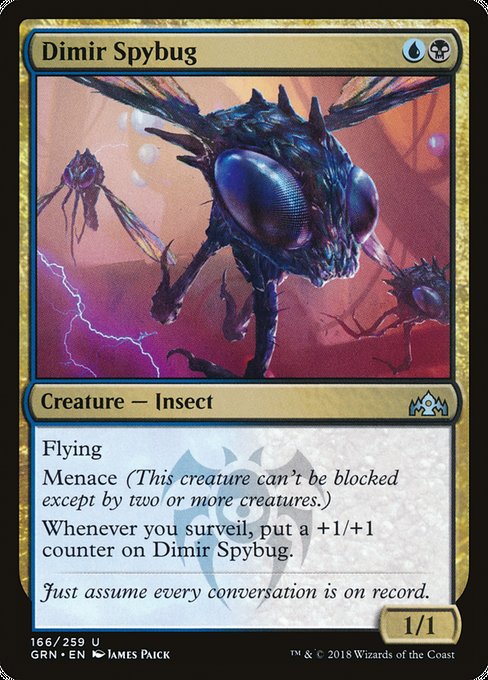 Dimir Spybug
Creature — Insect
Flying
Menace (This creature can't be blocked
except by two or more creatures.)
Whenever you surveil, put a +1/+1
counter on Dimir Spybug.
Just assume every conversation is on record.
1/1
166/259 U
GRN • EN James Paick
™ & © 2018 Wizards of the Coast